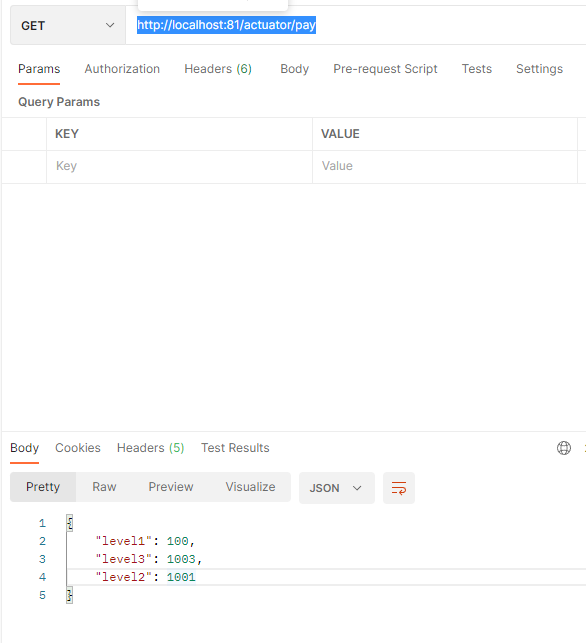 GET http://localhost:81/actuator/pay
Params Authorization Headers (6) Body Pre-request Script Tests Settings
Query Params
KEY VALUE
Key Value
Body Cookies Headers (5) Test Results
Pretty Raw Preview Visualize JSON
1 {
2 "level1": 100,
3 "level3": 1003,
4 "level2": 1001
5 }